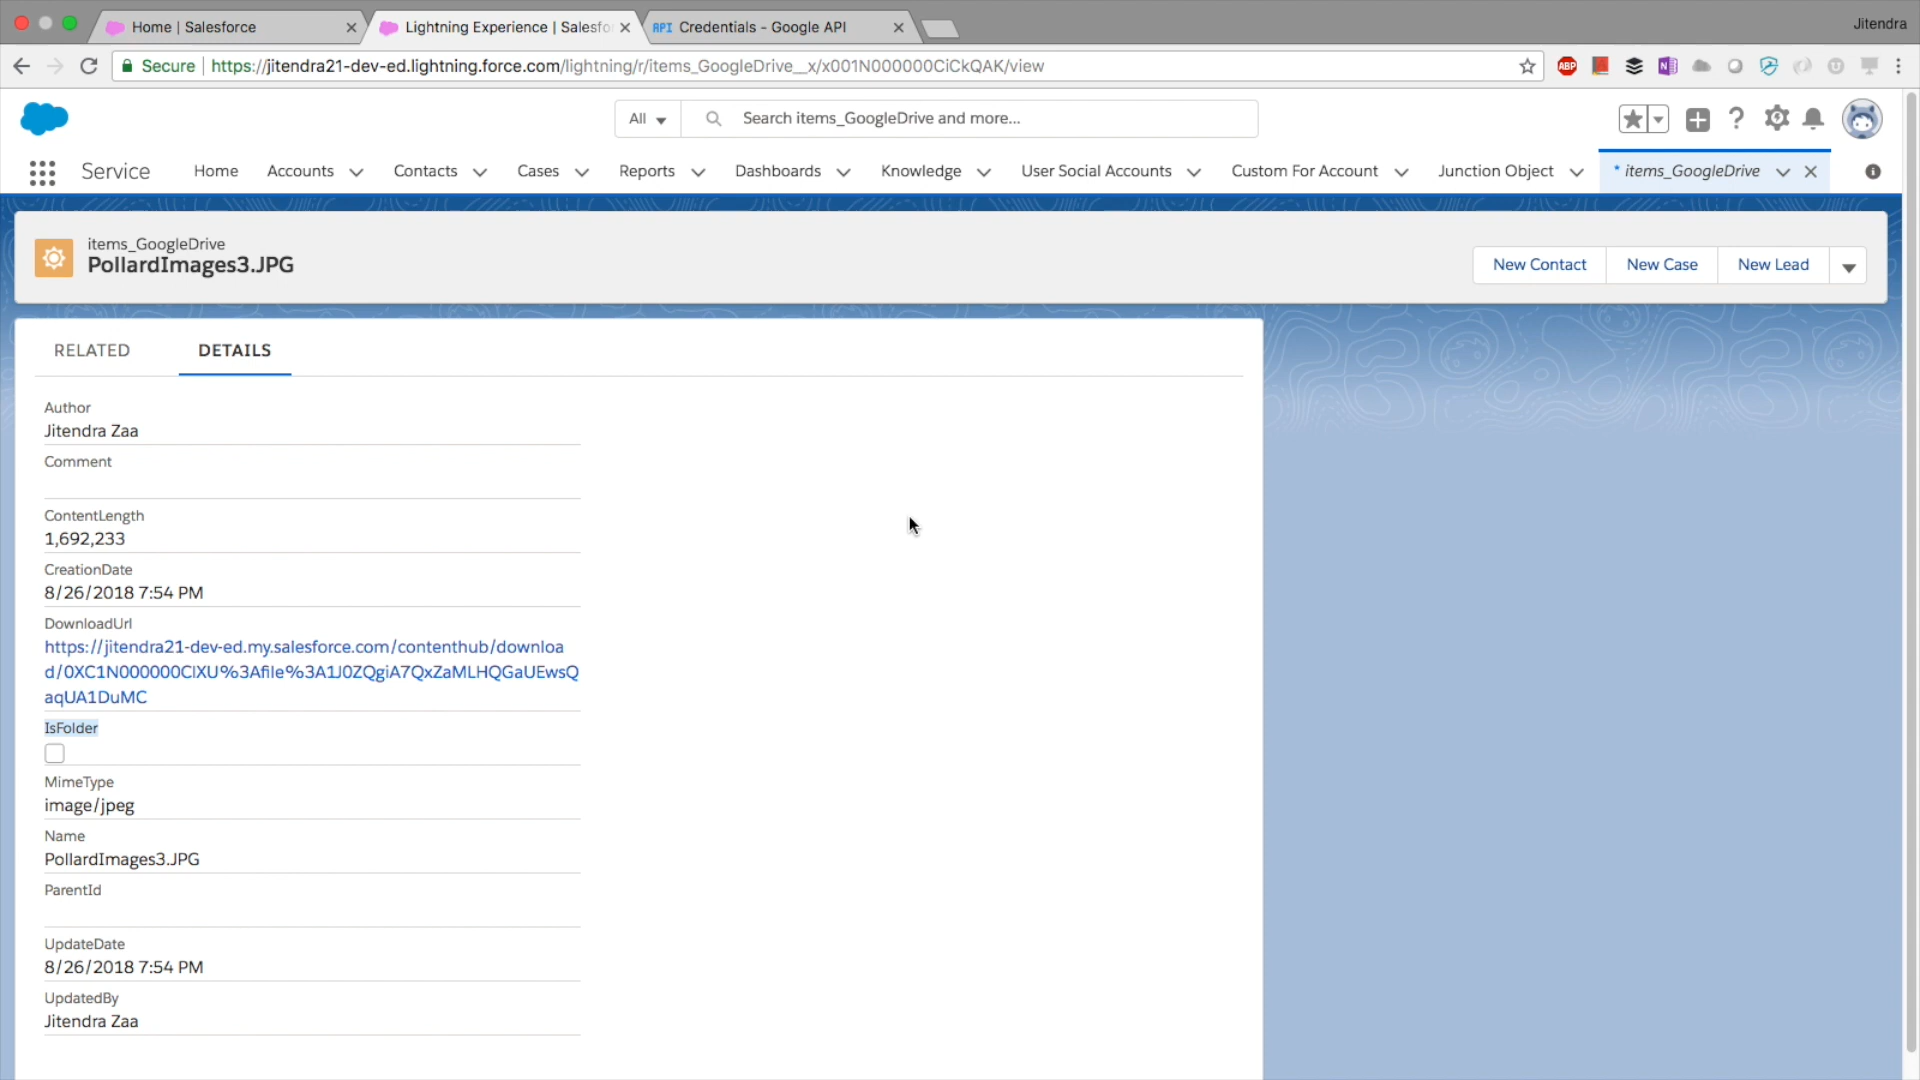 Home | Salesforce
Lightning Experience | Salesfo
API Credentials - Google API
Jitendra
Secure https://jitendra21-dev-ed.lightning.force.com/lightning/r/items_GoogleDrive__x/x001N000000CiCkQAK/view
ABP
All
Search items_GoogleDrive and more...
Service
Home
Accounts
Contacts
Cases
Reports
Dashboards
Knowledge
User Social Accounts
Custom For Account
Junction Object
* items_GoogleDrive
items_GoogleDrive
PollardImages3.JPG
New Contact
New Case
New Lead
RELATED
DETAILS
Author
Jitendra Zaa
Comment
ContentLength
1,692,233
CreationDate
8/26/2018 7:54 PM
DownloadUrl
https://jitendra21-dev-ed.my.salesforce.com/contenthub/downloa
d/0XC1N000000ClXU%3Afile%3A1J0ZQgiA7QxZaMLHQGaUEwsQ
aqUA1DuMC
IsFolder
MimeType
image/jpeg
Name
PollardImages3.JPG
ParentId
UpdateDate
8/26/2018 7:54 PM
UpdatedBy
Jitendra Zaa